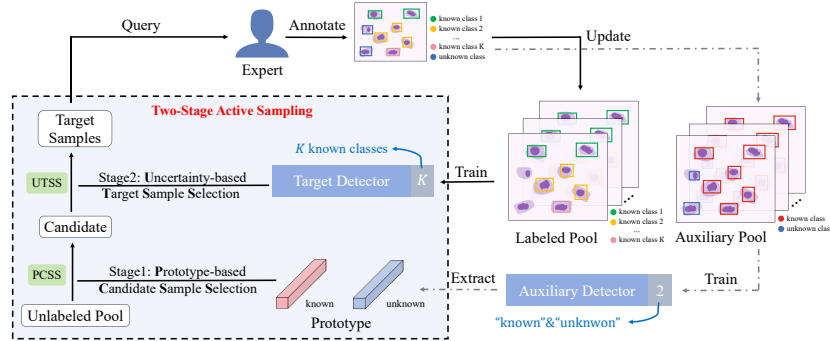 Query
Annotate
Expert
known class 1
known class 2
...
known class K
unknown class
Update
Two-Stage Active Sampling
Target
Samples
K known classes
UTSS
Stage2: Uncertainty-based
Target Sample Selection
Target Detector
K
Train
Candidate
known class 1
known class 2
...
known class K
Labeled Pool
known class
unknown clas
Auxiliary Pool
PCSS
Stage1: Prototype-based
Candidate Sample Selection
known
unknown
Prototype
Unlabeled Pool
Extract
Auxiliary Detector
2
Train
“known”&“unknwon”